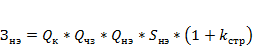 Знэ = Qк * Qчз * Qнэ * Sнэ * (1 + kстр)